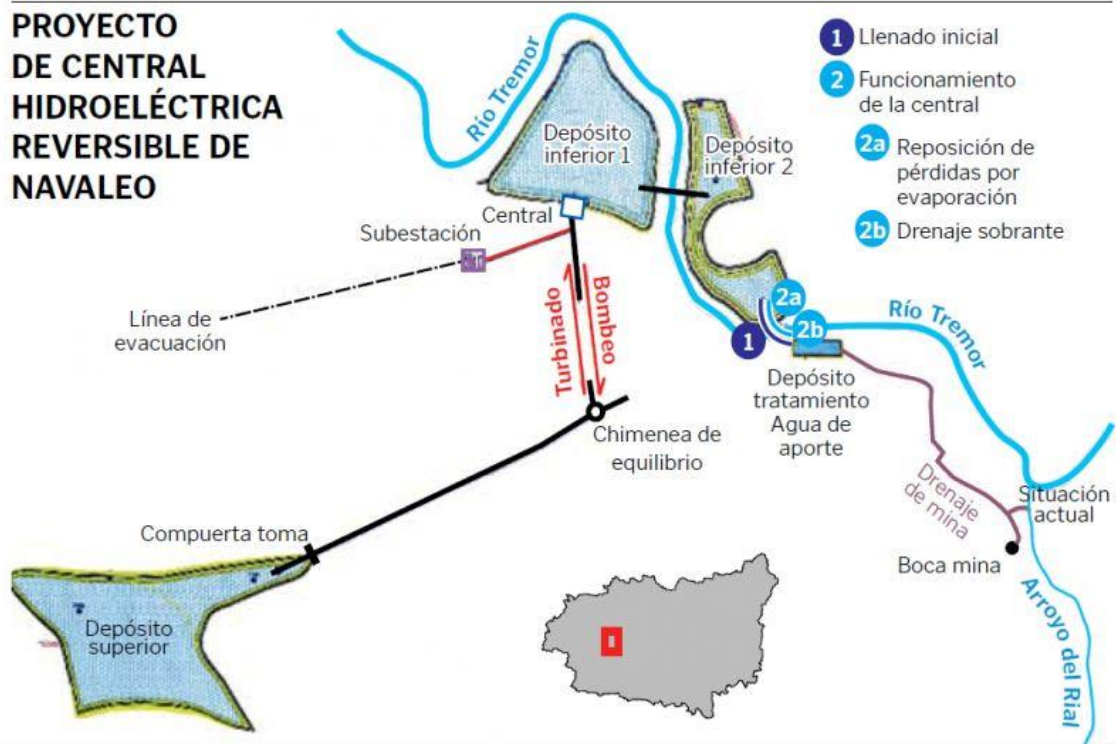 PROYECTO
DE CENTRAL
HIDROELÉCTRICA
REVERSIBLE DE
NAVALEO
Río Tremor
1 Llenado inicial
2 Funcionamiento
de la central
2a Reposición de
pérdidas por
evaporación
2b Drenaje sobrante
Depósito
inferior 1
Depósito
inferior 2
Central
Subestación
Línea de
evacuación
Turbinado
Bombeo
2a
2b
1
Río Tremor
Depósito
tratamiento
Agua de
aporte
Chimenea de
equilibrio
Drenaje
de mina
Situación
actual
Boca mina
Arroyo del Rial
Compuerta toma
Depósito
superior